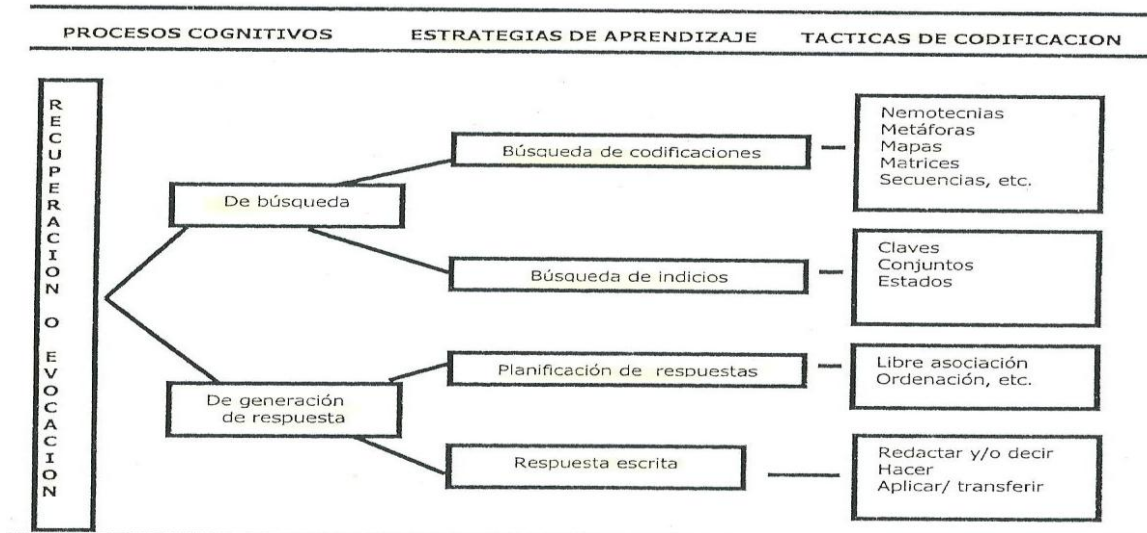 PROCESOS COGNITIVOS ESTRATEGIAS DE APRENDIZAJE TACTICAS DE CODIFICACION
RECUPERACION O EVOCACION
De búsqueda
Búsqueda de codificaciones
Nemotecnias
Metáforas
Mapas
Matrices
Secuencias, etc.
Búsqueda de indicios
Claves
Conjuntos
Estados
De generación
de respuesta
Planificación de respuestas
Libre asociación
Ordenación, etc.
Respuesta escrita
Redactar y/o decir
Hacer
Aplicar/ transferir